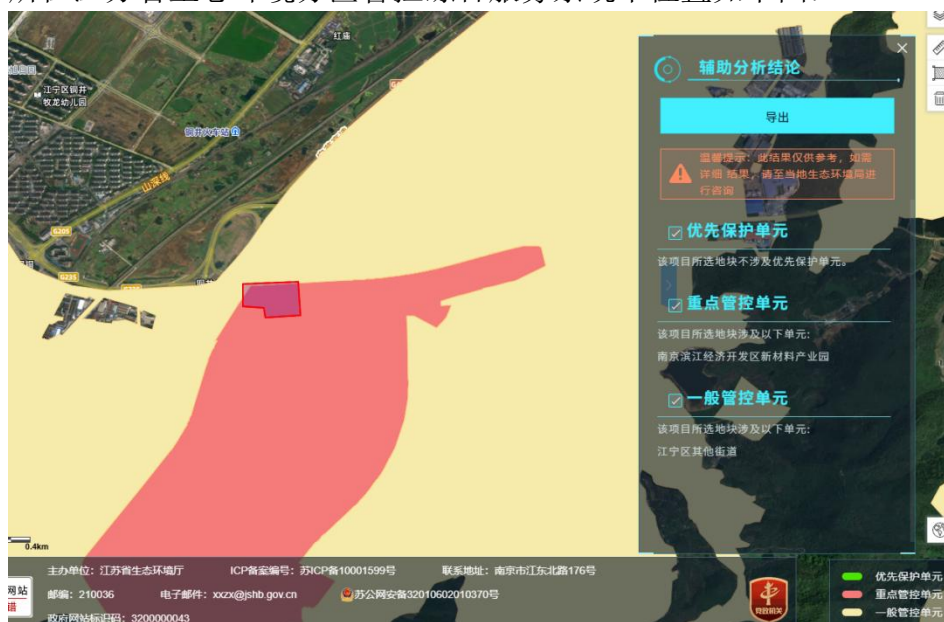 红庙
江宁区铜井
牧龙幼儿园
铜井火车站
山深线
G205
G235
辅助分析结论
导出
温馨提示：此结果仅供参考，如需
详细 结果，请至当地生态环境局进
行咨询
优先保护单元
该项目所选地块不涉及优先保护单元。
重点管控单元
该项目所选地块涉及以下单元:
南京滨江经济开发区新材料产业园
一般管控单元
该项目所选地块涉及以下单元:
江宁区其他街道
0.4km
主办单位：江苏省生态环境厅 ICP备案编号：苏ICP备10001599号 联系地址：南京市江东北路176号
邮编：210036 电子邮件：xxzx@jshb.gov.cn 苏公网安备32010602010370号
政府网站标识码：3200000043
网站
错
党政机关
优先保护单元
重点管控单元
一般管控单元